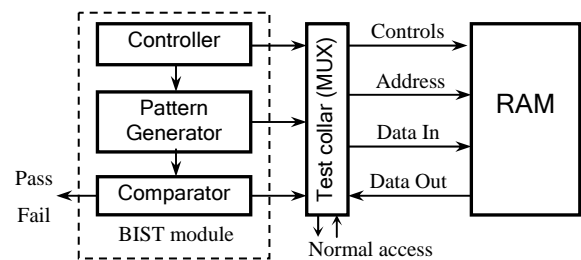 Controller
Pattern
Generator
Comparator
Pass
Fail
BIST module
Test collar (MUX)
Controls
Address
Data In
Data Out
Normal access
RAM